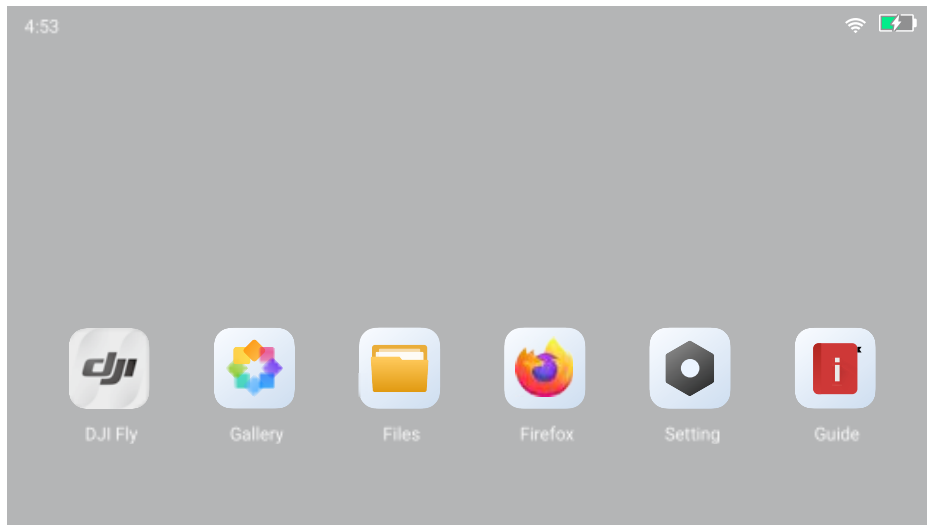 4:53
dji
DJI Fly
Gallery
Files
Firefox
Setting
i
Guide